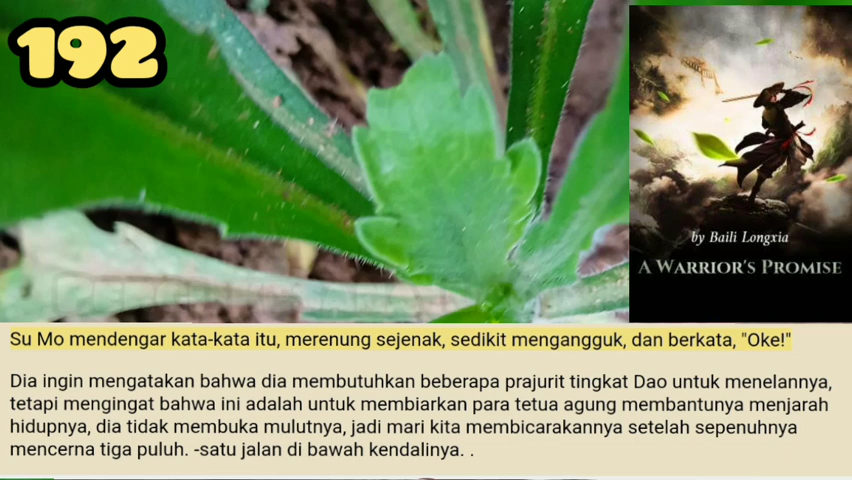 192
by Baili Longxia
A WARRIOR'S PROMISE
Su Mo mendengar kata-kata itu, merenung sejenak, sedikit mengangguk, dan berkata, "Oke!"
Dia ingin mengatakan bahwa dia membutuhkan beberapa prajurit tingkat Dao untuk menelannya,
tetapi mengingat bahwa ini adalah untuk membiarkan para tetua agung membantunya menjarah
hidupnya, dia tidak membuka mulutnya, jadi mari kita membicarakannya setelah sepenuhnya
mencerna tiga puluh. -satu jalan di bawah kendalinya. .